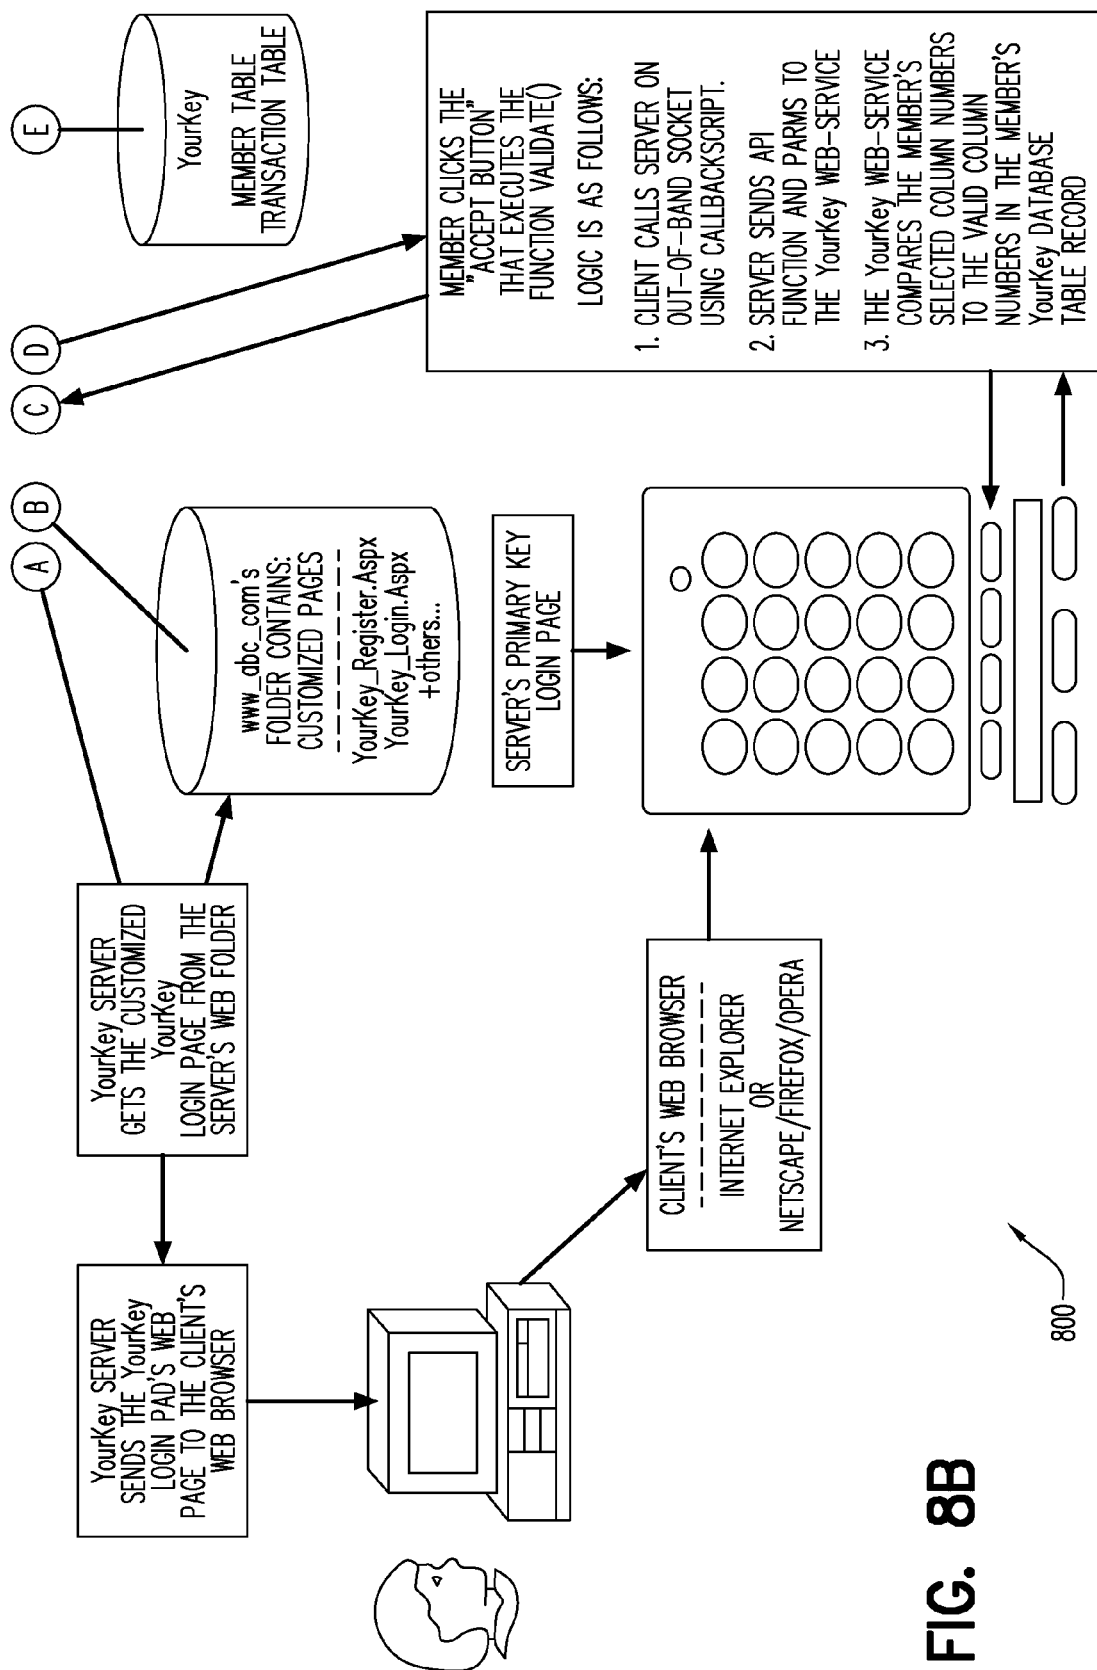 A
B
C
D
E
YourKey SERVER
SENDS THE YourKey
LOGIN PAD'S WEB
PAGE TO THE CLIENT'S
WEB BROWSER
YourKey SERVER
GETS THE CUSTOMIZED
YourKey
LOGIN PAGE FROM THE
SERVER'S WEB FOLDER
www_abc_com's
FOLDER CONTAINS:
CUSTOMIZED PAGES
YourKey_Register.Aspx
YourKey_Login.Aspx
+others...
YourKey
MEMBER TABLE
TRANSACTION TABLE
SERVER'S PRIMARY KEY
LOGIN PAGE
CLIENT'S WEB BROWSER
INTERNET EXPLORER
OR
NETSCAPE/FIREFOX/OPERA
MEMBER CLICKS THE
"ACCEPT BUTTON"
THAT EXECUTES THE
FUNCTION VALIDATE()
LOGIC IS AS FOLLOWS:
1. CLIENT CALLS SERVER ON
OUT-OF-BAND SOCKET
USING CALLBACKSCRIPT.
2. SERVER SENDS API
FUNCTION AND PARMS TO
THE YourKey WEB-SERVICE
3. THE YourKey WEB-SERVICE
COMPARES THE MEMBER'S
SELECTED COLUMN NUMBERS
TO THE VALID COLUMN
NUMBERS IN THE MEMBER'S
YourKey DATABASE
TABLE RECORD
800
FIG. 8B